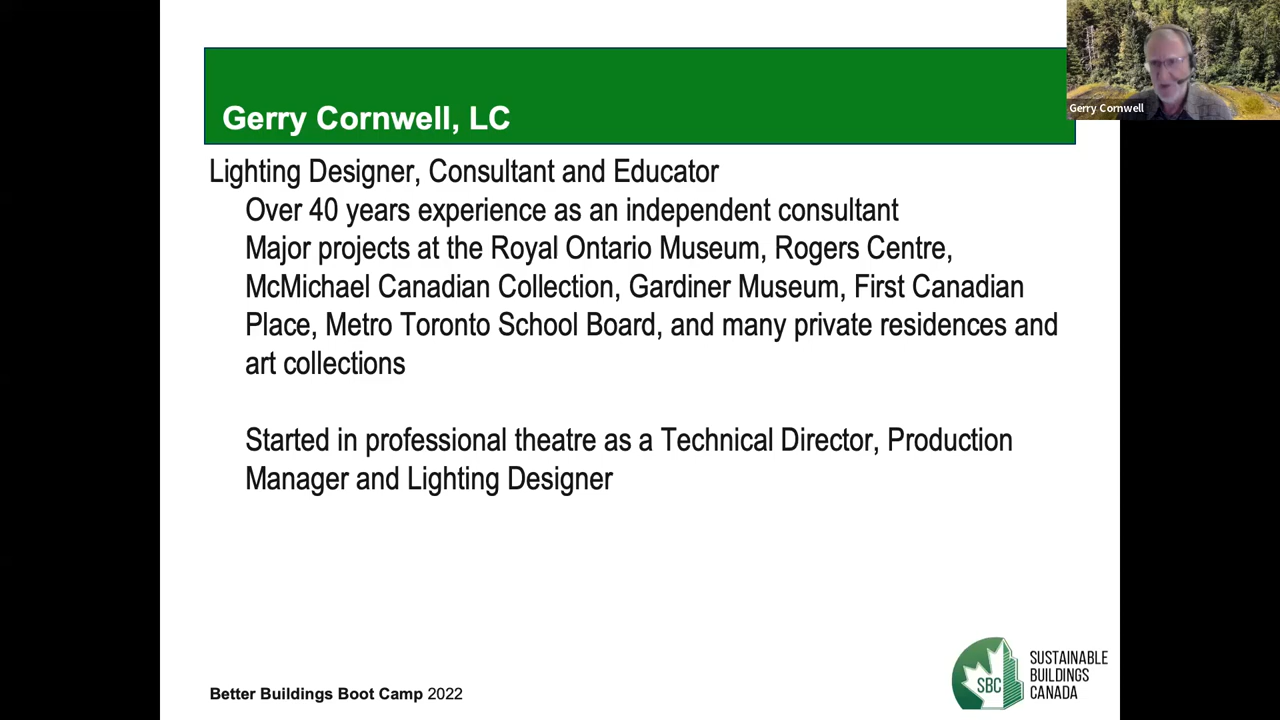 Gerry Cornwell, LC
Gerry Cornwell
Lighting Designer, Consultant and Educator
Over 40 years experience as an independent consultant
Major projects at the Royal Ontario Museum, Rogers Centre,
McMichael Canadian Collection, Gardiner Museum, First Canadian
Place, Metro Toronto School Board, and many private residences and
art collections
Started in professional theatre as a Technical Director, Production
Manager and Lighting Designer
Better Buildings Boot Camp 2022
SBC
SUSTAINABLE
BUILDINGS
CANADA